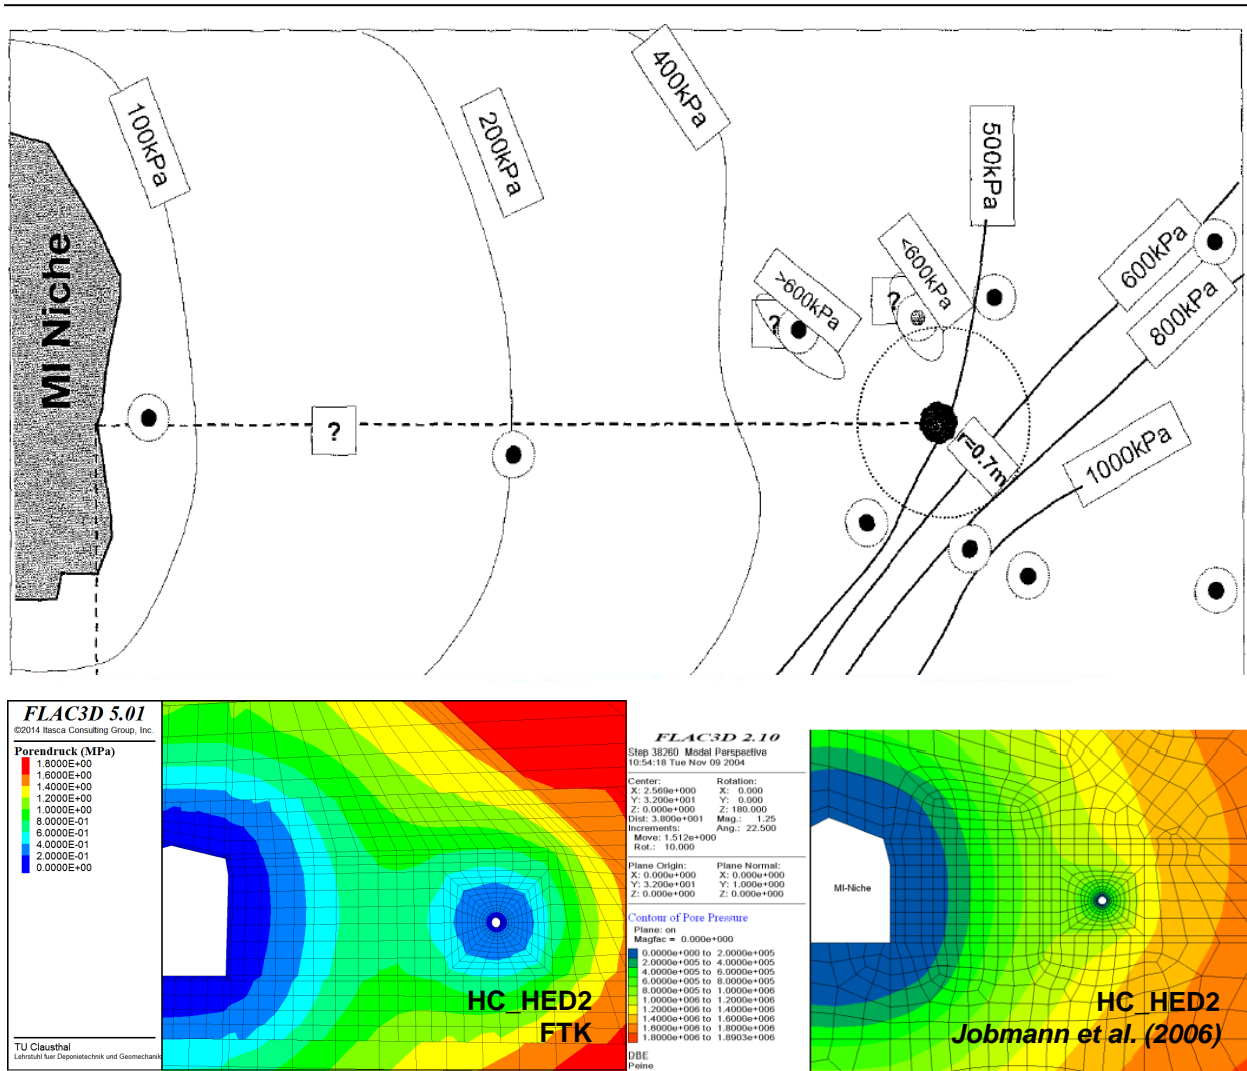 100kPa
200kPa
400kPa
500kPa
600kPa
800kPa
1000kPa
>600kPa
<600kPa
?
?
?
r=0.7m
MI Niche
FLAC3D 5.01
©2014 Itasca Consulting Group, Inc.
Porendruck (MPa)
1.8000E+00
1.6000E+00
1.4000E+00
1.2000E+00
1.0000E+00
8.0000E-01
6.0000E-01
4.0000E-01
2.0000E-01
0.0000E+00
TU Clausthal
Lehrstuhl fuer Deponietechnik und Geomechanik
HC_HED2
FTK
FLAC3D 2.10
Step 38260 Model Perspective
10:54:18 Tue Nov 09 2004
Center: Rotation:
X: 2.569e+000 X: 0.000
Y: 3.200e+001 Y: 0.000
Z: 0.000e+000 Z: 180.000
Dist: 3.800e+001 Mag.: 1.25
Increments: Ang.: 22.500
Move: 1.512e+000
Rot.: 10.000
Plane Origin: Plane Normal:
X: 0.000e+000 X: 0.000e+000
Y: 3.200e+001 Y: 1.000e+000
Z: 0.000e+000 Z: 0.000e+000
Contour of Pore Pressure
Plane: on
Magfac = 0.000e+000
0.0000e+000 to 2.0000e+005
2.0000e+005 to 4.0000e+005
4.0000e+005 to 6.0000e+005
6.0000e+005 to 8.0000e+005
8.0000e+005 to 1.0000e+006
1.0000e+006 to 1.2000e+006
1.2000e+006 to 1.4000e+006
1.4000e+006 to 1.6000e+006
1.6000e+006 to 1.8000e+006
1.8000e+006 to 1.8903e+006
DBE
Peine
MI-Niche
HC_HED2
Jobmann et al. (2006)